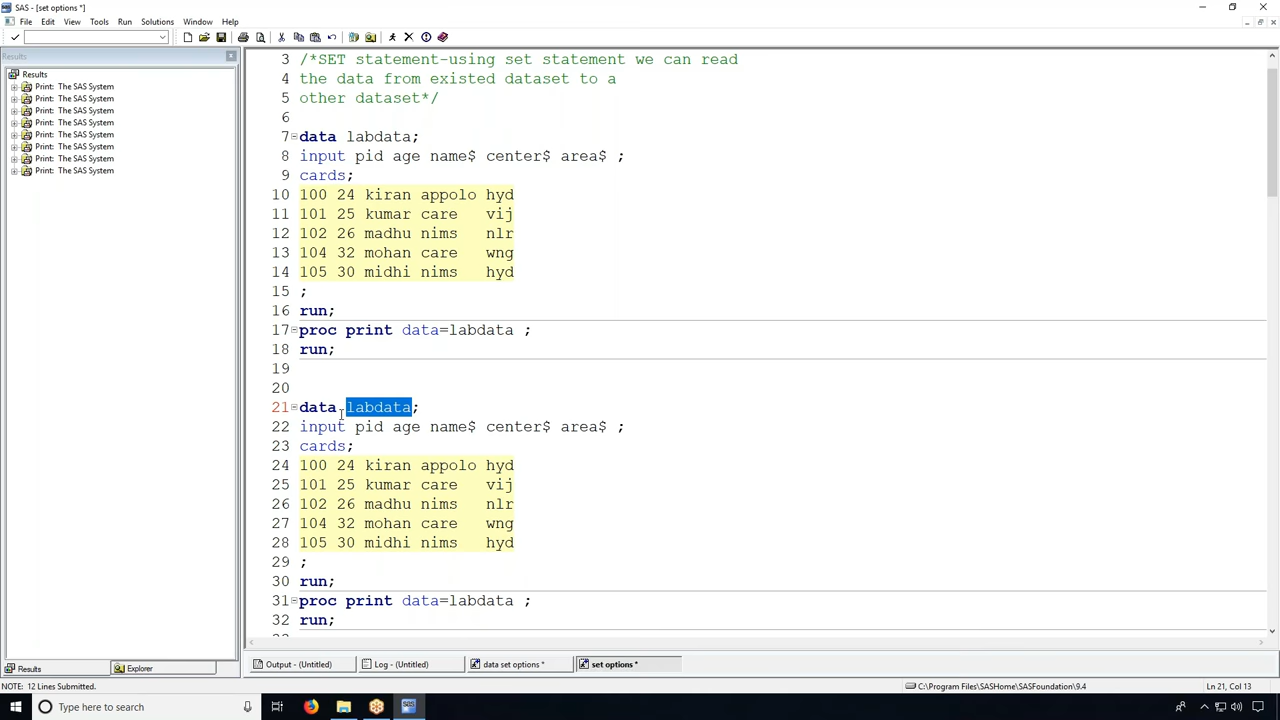 SAS - [set options *]
File Edit View Tools Run Solutions Window Help
Results
Results
Print: The SAS System
Print: The SAS System
Print: The SAS System
Print: The SAS System
Print: The SAS System
Print: The SAS System
Print: The SAS System
Print: The SAS System
3 /*SET statement-using set statement we can read
4 the data from existed dataset to a
5 other dataset*/
6
7 data labdata;
8 input pid age name$ center$ area$ ;
9 cards;
10 100 24 kiran appolo hyd
11 101 25 kumar care vij
12 102 26 madhu nims nlr
13 104 32 mohan care wng
14 105 30 midhi nims hyd
15 ;
16 run;
17 proc print data=labdata ;
18 run;
19
20
21 data labdata;
22 input pid age name$ center$ area$ ;
23 cards;
24 100 24 kiran appolo hyd
25 101 25 kumar care vij
26 102 26 madhu nims nlr
27 104 32 mohan care wng
28 105 30 midhi nims hyd
29 ;
30 run;
31 proc print data=labdata ;
32 run;
Results Explorer
Output - (Untitled) Log - (Untitled) data set options * set options *
NOTE: 12 Lines Submitted.
C:\Program Files\SASHome\SASFoundation\9.4
Ln 21, Col 13
Type here to search